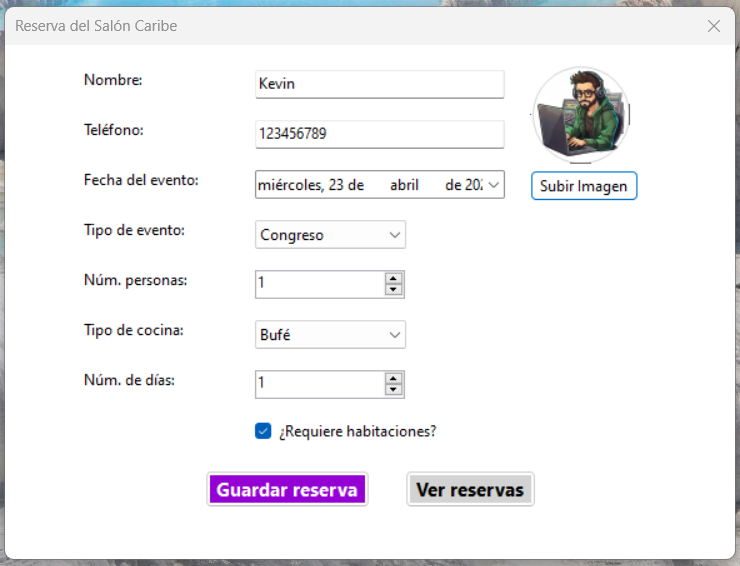 Reserva del Salón Caribe
Nombre: Kevin
Teléfono: 123456789
Fecha del evento: miércoles, 23 de abril de 202
Subir Imagen
Tipo de evento: Congreso
Núm. personas: 1
Tipo de cocina: Bufé
Núm. de días: 1
¿Requiere habitaciones?
Guardar reserva Ver reservas